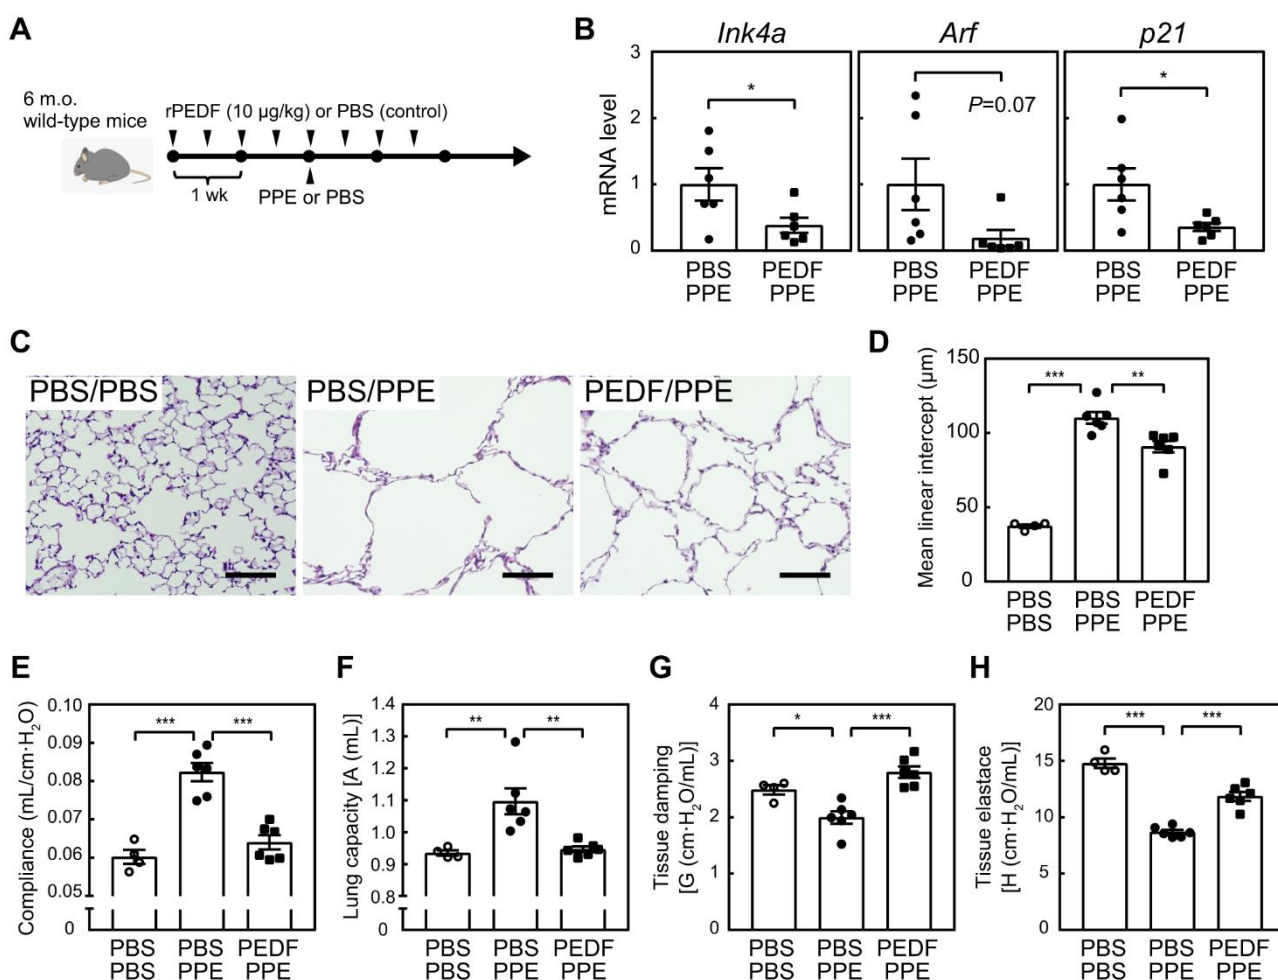 A
6 m.o.
wild-type mice
rPEDF (10 µg/kg) or PBS (control)
1 wk
PPE or PBS
B
Ink4a
Arf
p21
mRNA level
3
2
1
0
*
P=0.07
*
PBS PEDF PBS PEDF PBS PEDF
PPE PPE PPE PPE PPE PPE
C
PBS/PBS
PBS/PPE
PEDF/PPE
D
Mean linear intercept (µm)
150
100
50
0
*** **
PBS PBS PEDF
PBS PPE PPE
E
Compliance (mL/cm·H₂O)
0.10
0.09
0.08
0.07
0.06
0.05
0
*** ***
PBS PBS PEDF
PBS PPE PPE
F
Lung capacity [A (mL)]
1.4
1.3
1.2
1.1
1.0
0.9
0.8
0
** **
PBS PBS PEDF
PBS PPE PPE
G
Tissue damping
[G (cm·H₂O/mL)]
4
3
2
1
0
* ***
PBS PBS PEDF
PBS PPE PPE
H
Tissue elastace
[H (cm·H₂O/mL)]
20
15
10
5
0
*** ***
PBS PBS PEDF
PBS PPE PPE